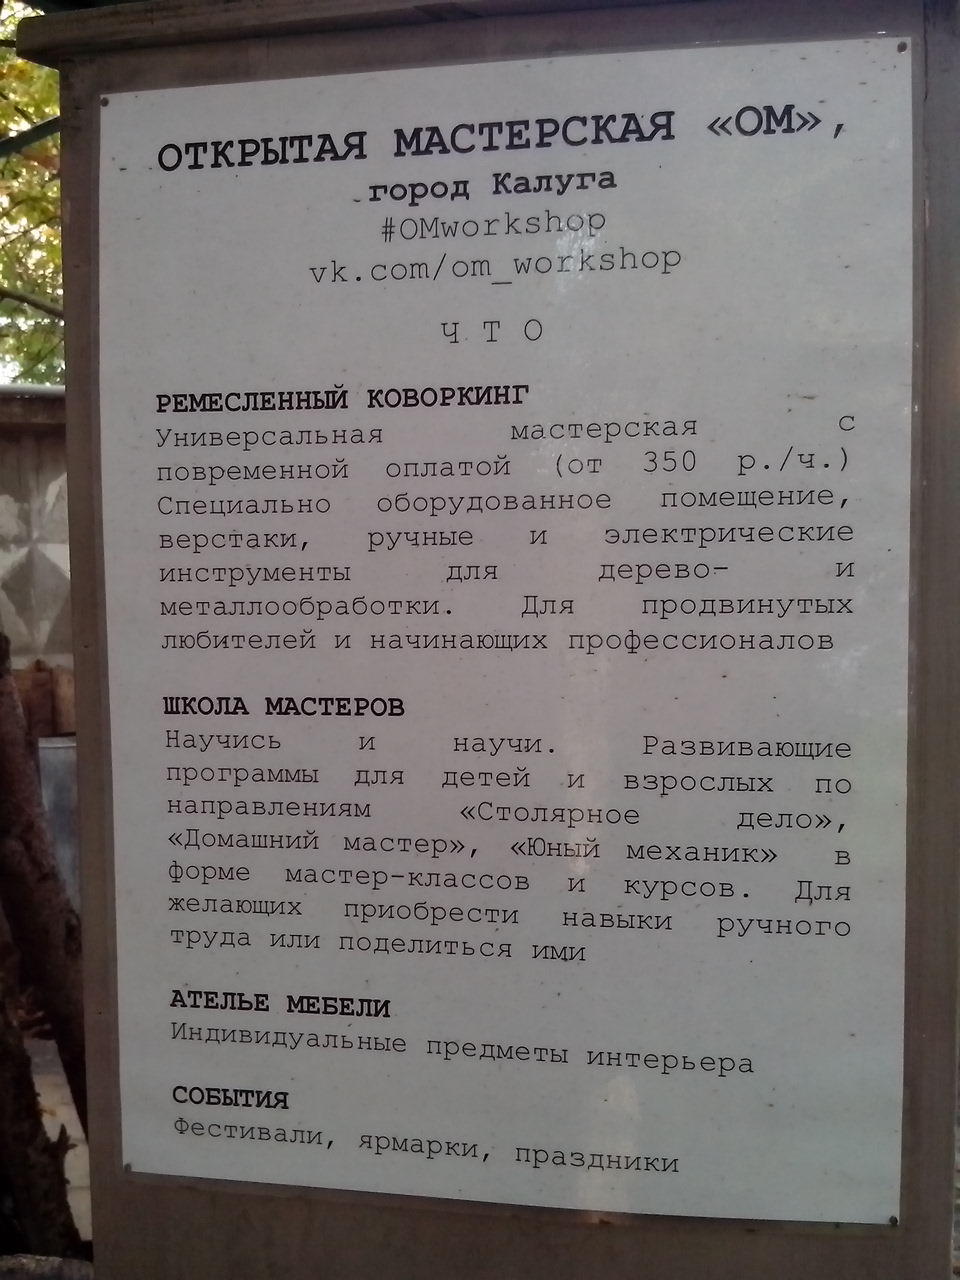 ОТКРЫТАЯ МАСТЕРСКАЯ «ОМ»,
город Калуга
#OMworkshop
vk.com/om_workshop
Ч Т О
РЕМЕСЛЕННЫЙ КОВОРКИНГ
Универсальная мастерская с
повременной оплатой (от 350 р./ч.)
Специально оборудованное помещение,
верстаки, ручные и электрические
инструменты для дерево- и
металлообработки. Для продвинутых
любителей и начинающих профессионалов
ШКОЛА МАСТЕРОВ
Научись и научи. Развивающие
программы для детей и взрослых по
направлениям «Столярное дело»,
«Домашний мастер», «Юный механик» в
форме мастер-классов и курсов. Для
желающих приобрести навыки ручного
труда или поделиться ими
АТЕЛЬЕ МЕБЕЛИ
Индивидуальные предметы интерьера
СОБЫТИЯ
Фестивали, ярмарки, праздники